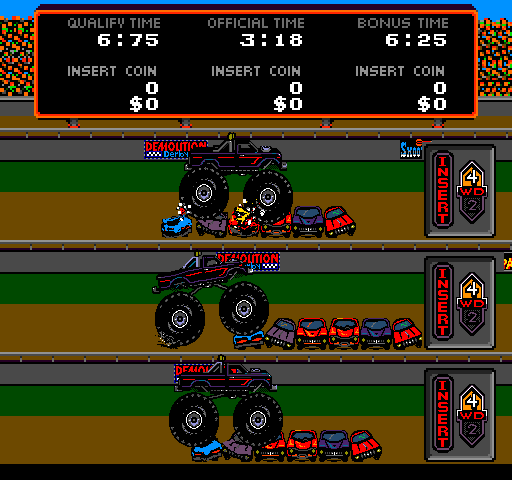 QUALIFY TIME OFFICIAL TIME BONUS TIME
6:75 3:18 6:25
INSERT COIN INSERT COIN INSERT COIN
0 0 0
$0 $0 $0
DEMOLITION
Derby
INSERT
4
WD
2
DEMOLITION
INSERT
4
WD
2
INSERT
4
WD
2